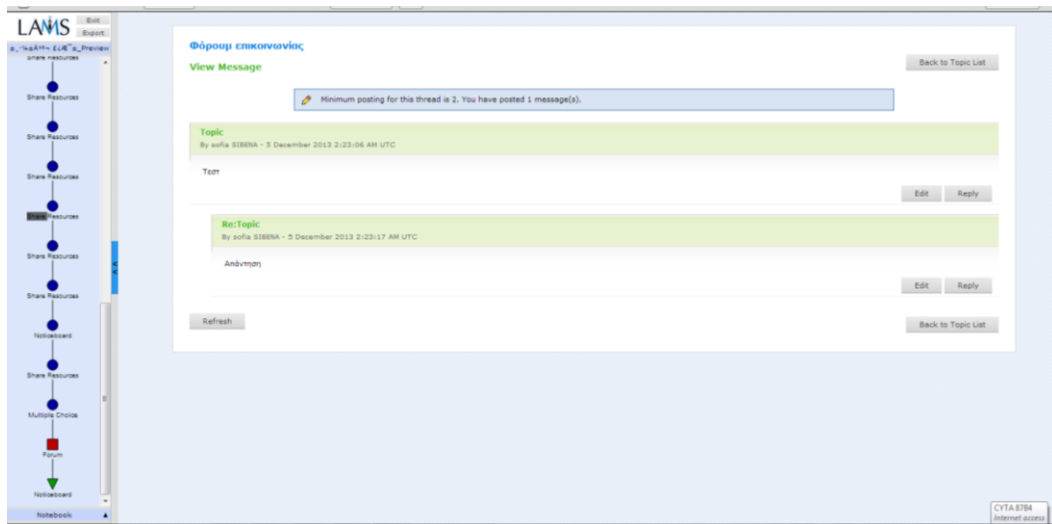 LAMS
Exit
Export
Preview
Share Resources
Share Resources
Share Resources
Share Resources
Share Resources
Share Resources
Share Resources
Noticeboard
Share Resources
Multiple Choice
Forum
Noticeboard
Notebook
Φόρουμ επικοινωνίας
View Message
Back to Topic List
Minimum posting for this thread is 2. You have posted 1 message(s).
Topic
By sofia SIBENA - 5 December 2013 2:23:06 AM UTC
Τεστ
Edit Reply
Re:Topic
By sofia SIBENA - 5 December 2013 2:23:17 AM UTC
Απάντηση
Edit Reply
Refresh
Back to Topic List
CYTA 8784
Internet access